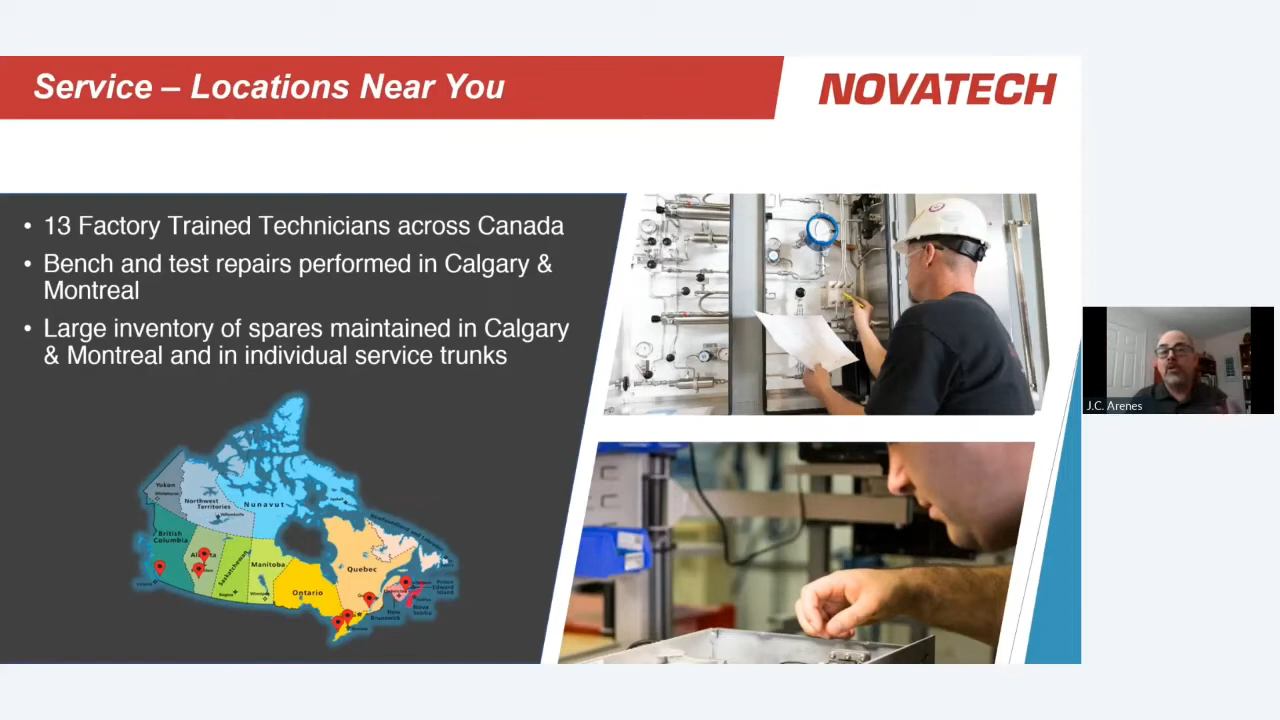 Service – Locations Near You
NOVATECH
• 13 Factory Trained Technicians across Canada
• Bench and test repairs performed in Calgary &
Montreal
• Large inventory of spares maintained in Calgary
& Montreal and in individual service trunks
J.C. Arenes
Yukon
Northwest
Territories
Nunavut
British
Columbia
Saskatchewan
Manitoba
Ontario
Quebec
Prince
Edward
Island
Nova
Scotia
New
Brunswick